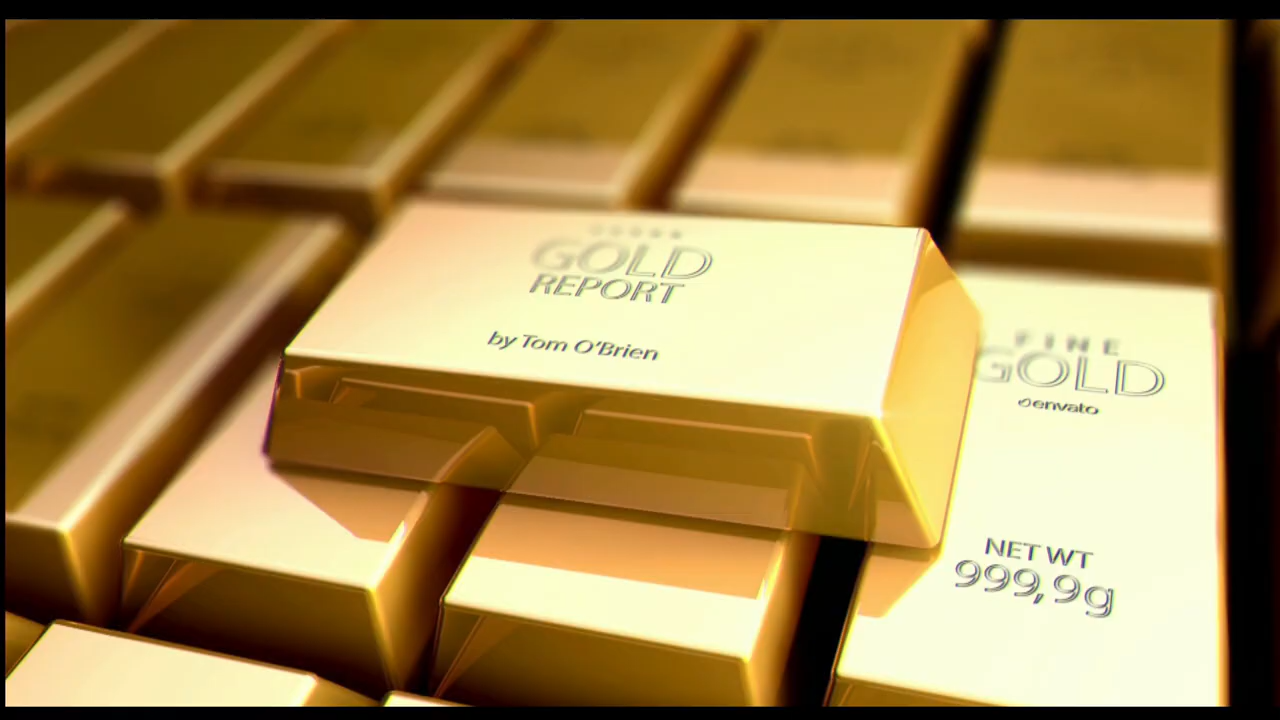 GOLD
REPORT
by Tom O'Brien
FINE
GOLD
envato
NET WT
999,9g